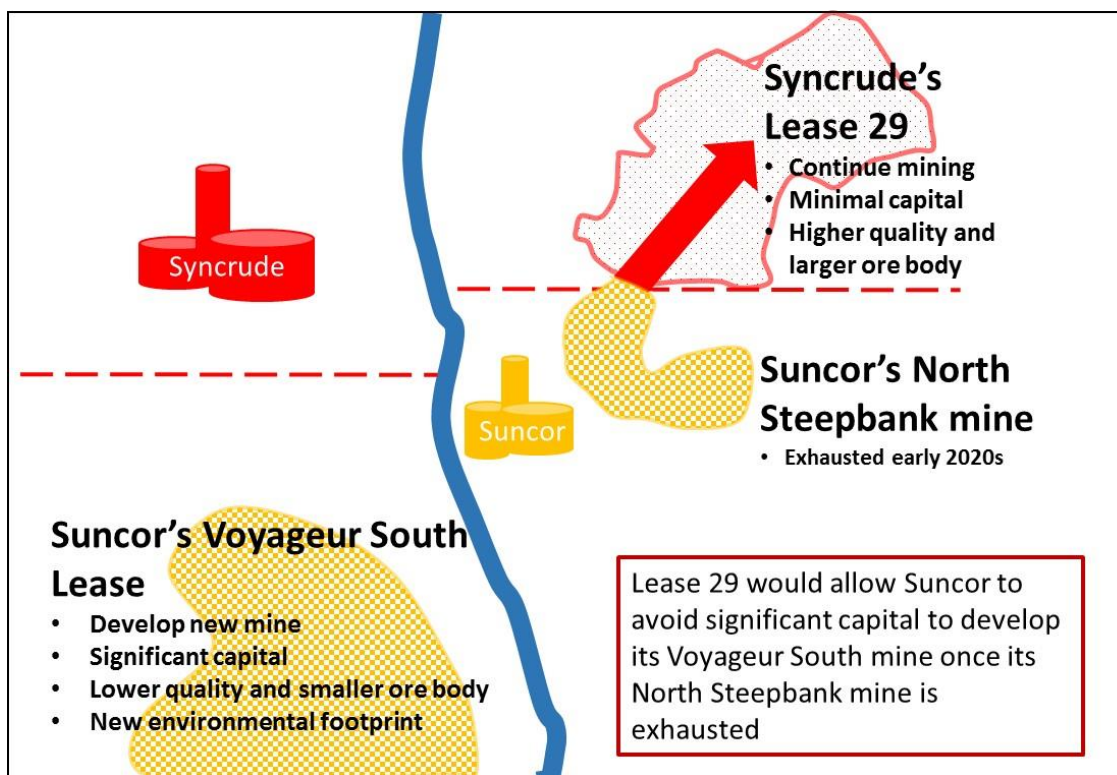 Syncrude's
Lease 29
• Continue mining
• Minimal capital
• Higher quality and
larger ore body
Syncrude
Suncor's North
Steepbank mine
• Exhausted early 2020s
Suncor
Suncor's Voyageur South
Lease
• Develop new mine
• Significant capital
• Lower quality and smaller ore body
• New environmental footprint
Lease 29 would allow Suncor to
avoid significant capital to develop
its Voyageur South mine once its
North Steepbank mine is
exhausted